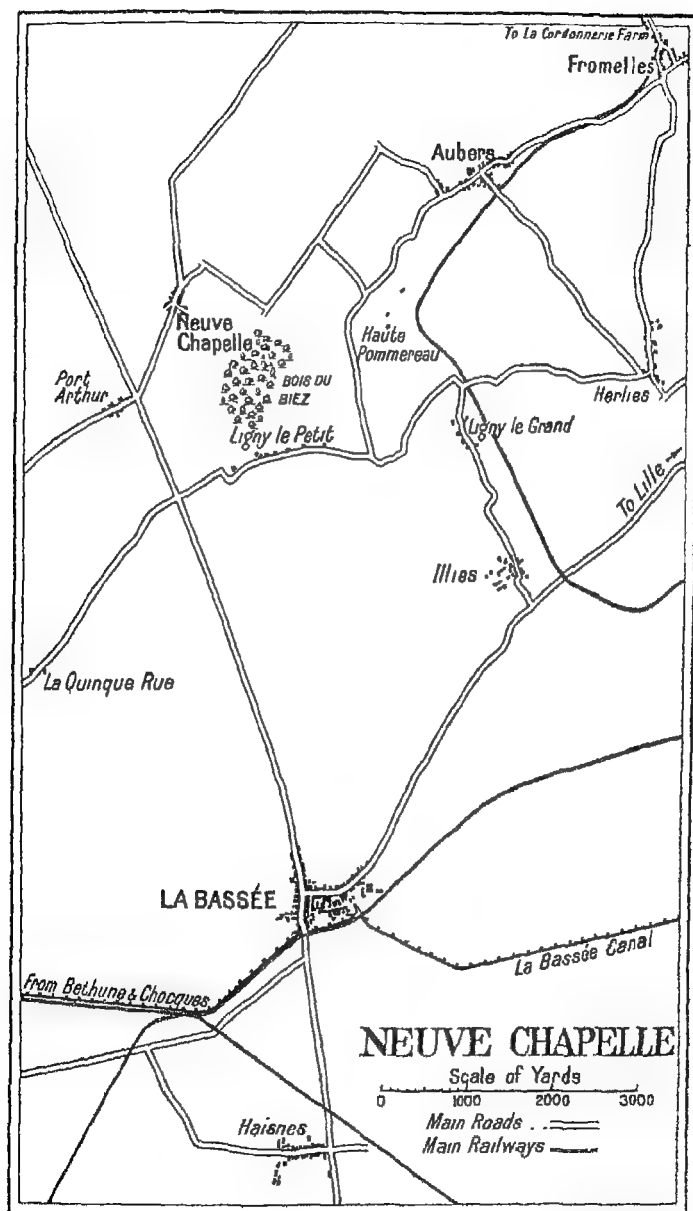 To La Cordonnerie Farm
Fromelles
Aubers
Neuve
Chapelle
Haute
Pommereau
BOIS DU
BIEZ
Port
Arthur
Herlies
Ligny le Petit
Ligny le Grand
To Lille
Illies
La Quinque Rue
LA BASSÉE
La Bassée Canal
From Bethune & Chocques
NEUVE CHAPELLE
Scale of Yards
0 1000 2000 3000
Main Roads ..
Main Railways
Haisnes